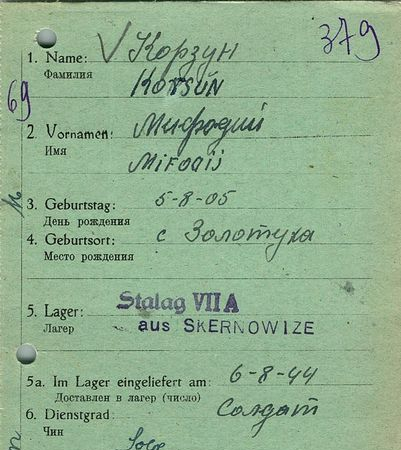 379
1. Name: Корзун
Фамилия
Korsun
69
2. Vornamen: Мифодий
Имя
Mifodij
3. Geburtstag: 5-8-05
День рождения
4. Geburtsort: с Золотуха
Место рождения
5. Lager: Stalag VII A
Лагер
aus SKERNOWIZE
5a. Im Lager eingeliefert am: 6-8-44
Доставлен в лагер (число)
6. Dienstgrad: Солдат
Чин